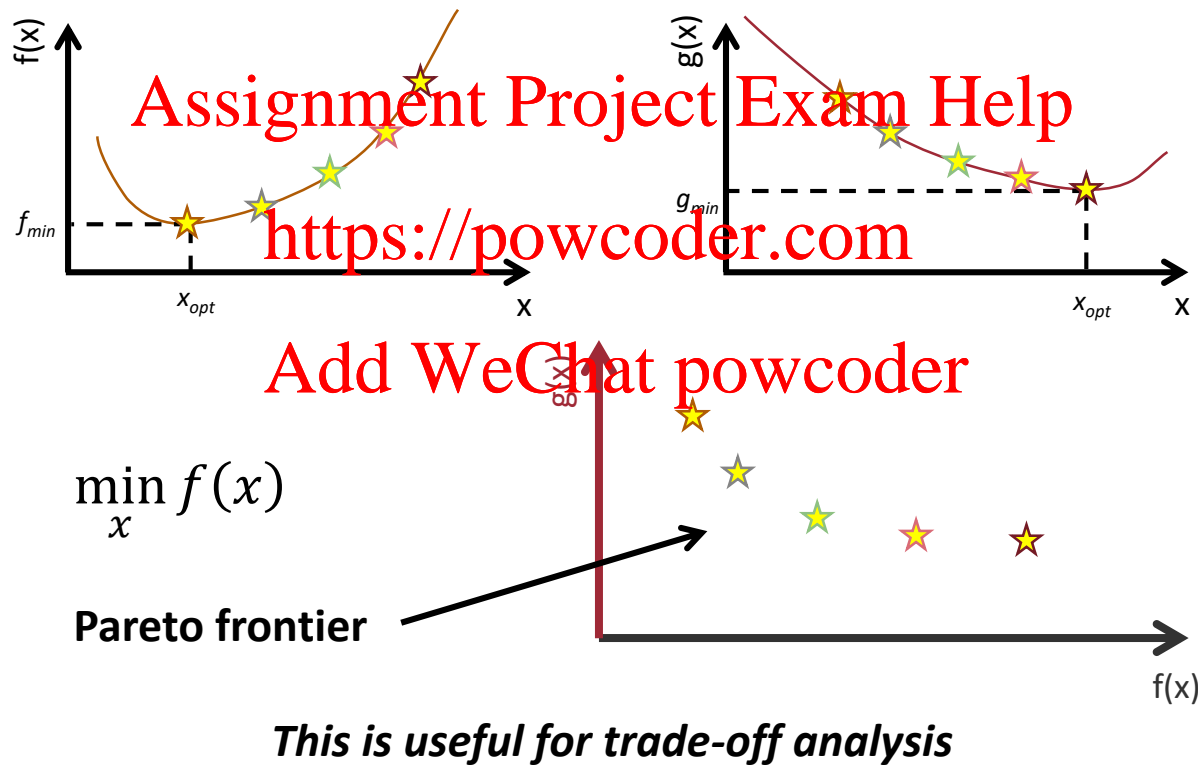 f(x)
g(x)
Assignment Project Exam Help
f_min
g_min
https://powcoder.com
x_opt
x
x_opt
x
Add WeChat powcoder
g(x)
min f(x)
x
Pareto frontier
f(x)
This is useful for trade-off analysis